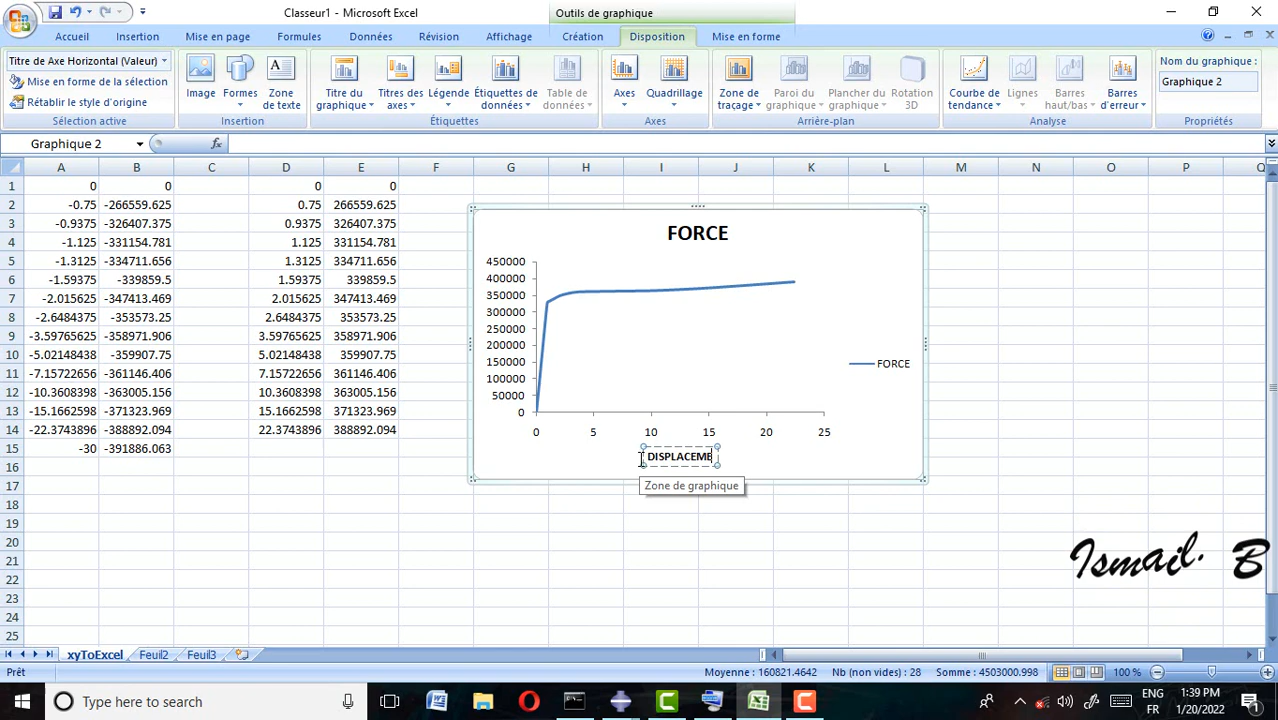 Classeur1 - Microsoft Excel
Outils de graphique
Accueil
Insertion
Mise en page
Formules
Données
Révision
Affichage
Création
Disposition
Mise en forme
Titre de Axe Horizontal (Valeur)
Mise en forme de la sélection
Rétablir le style d'origine
Sélection active
Image
Formes
Zone de texte
Insertion
Titre du graphique
Titres des axes
Légende
Étiquettes de données
Table de données
Étiquettes
Axes
Quadrillage
Axes
Zone de traçage
Paroi du graphique
Plancher du graphique
Rotation 3D
Arrière-plan
Courbe de tendance
Lignes
Barres haut/bas
Barres d'erreur
Analyse
Nom du graphique :
Graphique 2
Propriétés
Graphique 2
fx
A B C D E F G H I J K L M N O P Q
1 0 0 0 0
2 -0.75 -266559.625 0.75 266559.625
3 -0.9375 -326407.375 0.9375 326407.375
4 -1.125 -331154.781 1.125 331154.781
5 -1.3125 -334711.656 1.3125 334711.656
6 -1.59375 -339859.5 1.59375 339859.5
7 -2.015625 -347413.469 2.015625 347413.469
8 -2.6484375 -353573.25 2.6484375 353573.25
9 -3.59765625 -358971.906 3.59765625 358971.906
10 -5.02148438 -359907.75 5.02148438 359907.75
11 -7.15722656 -361146.406 7.15722656 361146.406
12 -10.3608398 -363005.156 10.3608398 363005.156
13 -15.1662598 -371323.969 15.1662598 371323.969
14 -22.3743896 -388892.094 22.3743896 388892.094
15 -30 -391886.063
16
17
18
19
20
21
22
23
24
25
FORCE
450000
400000
350000
300000
250000
200000
150000
100000
50000
0
0 5 10 15 20 25
FORCE
DISPLACEME
Zone de graphique
Ismail. B
xyToExcel Feuil2 Feuil3
Prêt
Moyenne : 160821.4642 Nb (non vides) : 28 Somme : 4503000.998
100 %
Type here to search
ENG
FR
1:39 PM
1/20/2022
1